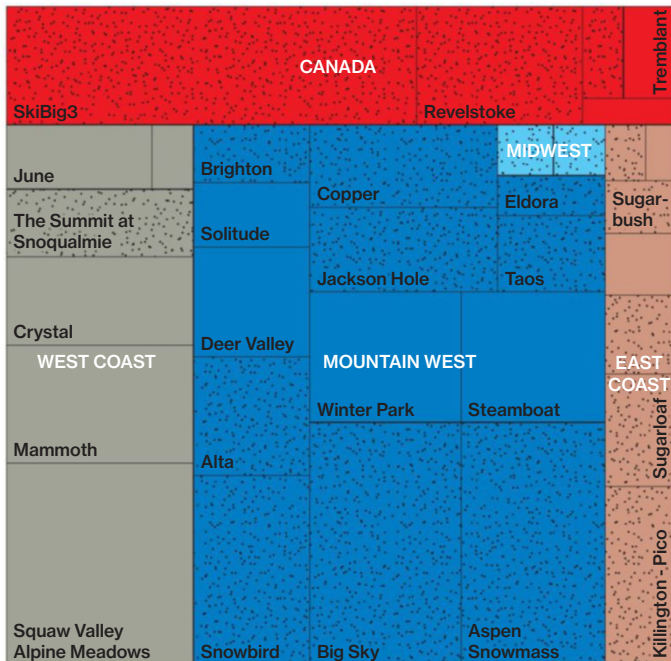 CANADA
Tremblant
SkiBig3
Revelstoke
June
Brighton
Copper
MIDWEST
Eldora
Sugar-
bush
The Summit at
Snoqualmie
Solitude
Jackson Hole
Taos
Crystal
Deer Valley
WEST COAST
MOUNTAIN WEST
EAST
COAST
Winter Park
Steamboat
Mammoth
Alta
Sugarloaf
Squaw Valley
Alpine Meadows
Snowbird
Big Sky
Aspen
Snowmass
Killington - Pico